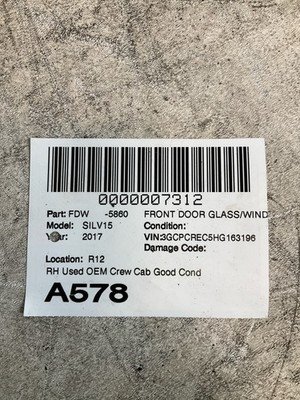 0000007312
Part: FDW -5860 FRONT DOOR GLASS/WIND
Model: SILV15 Condition:
Year: 2017 VIN:3GCPCREC5HG163196
Damage Code:
Location: R12
RH Used OEM Crew Cab Good Cond
A578